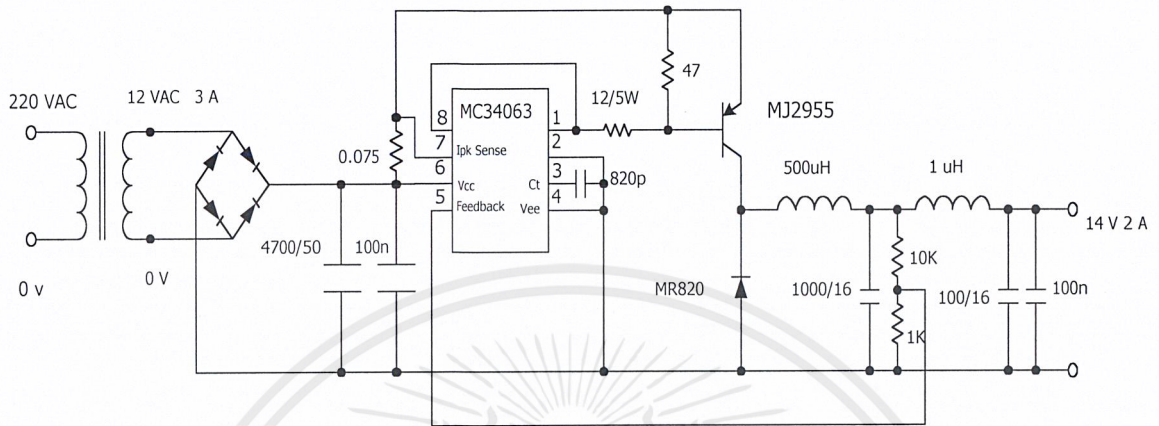 220 VAC
12 VAC 3 A
0 v
0 V
4700/50
100n
0.075
MC34063
8
7
6
5
Ipk Sense
Vcc
Feedback
Ct
Vee
1
2
3
4
12/5W
47
820p
MJ2955
MR820
500uH
1 uH
1000/16
10K
1K
100/16
100n
14 V 2 A